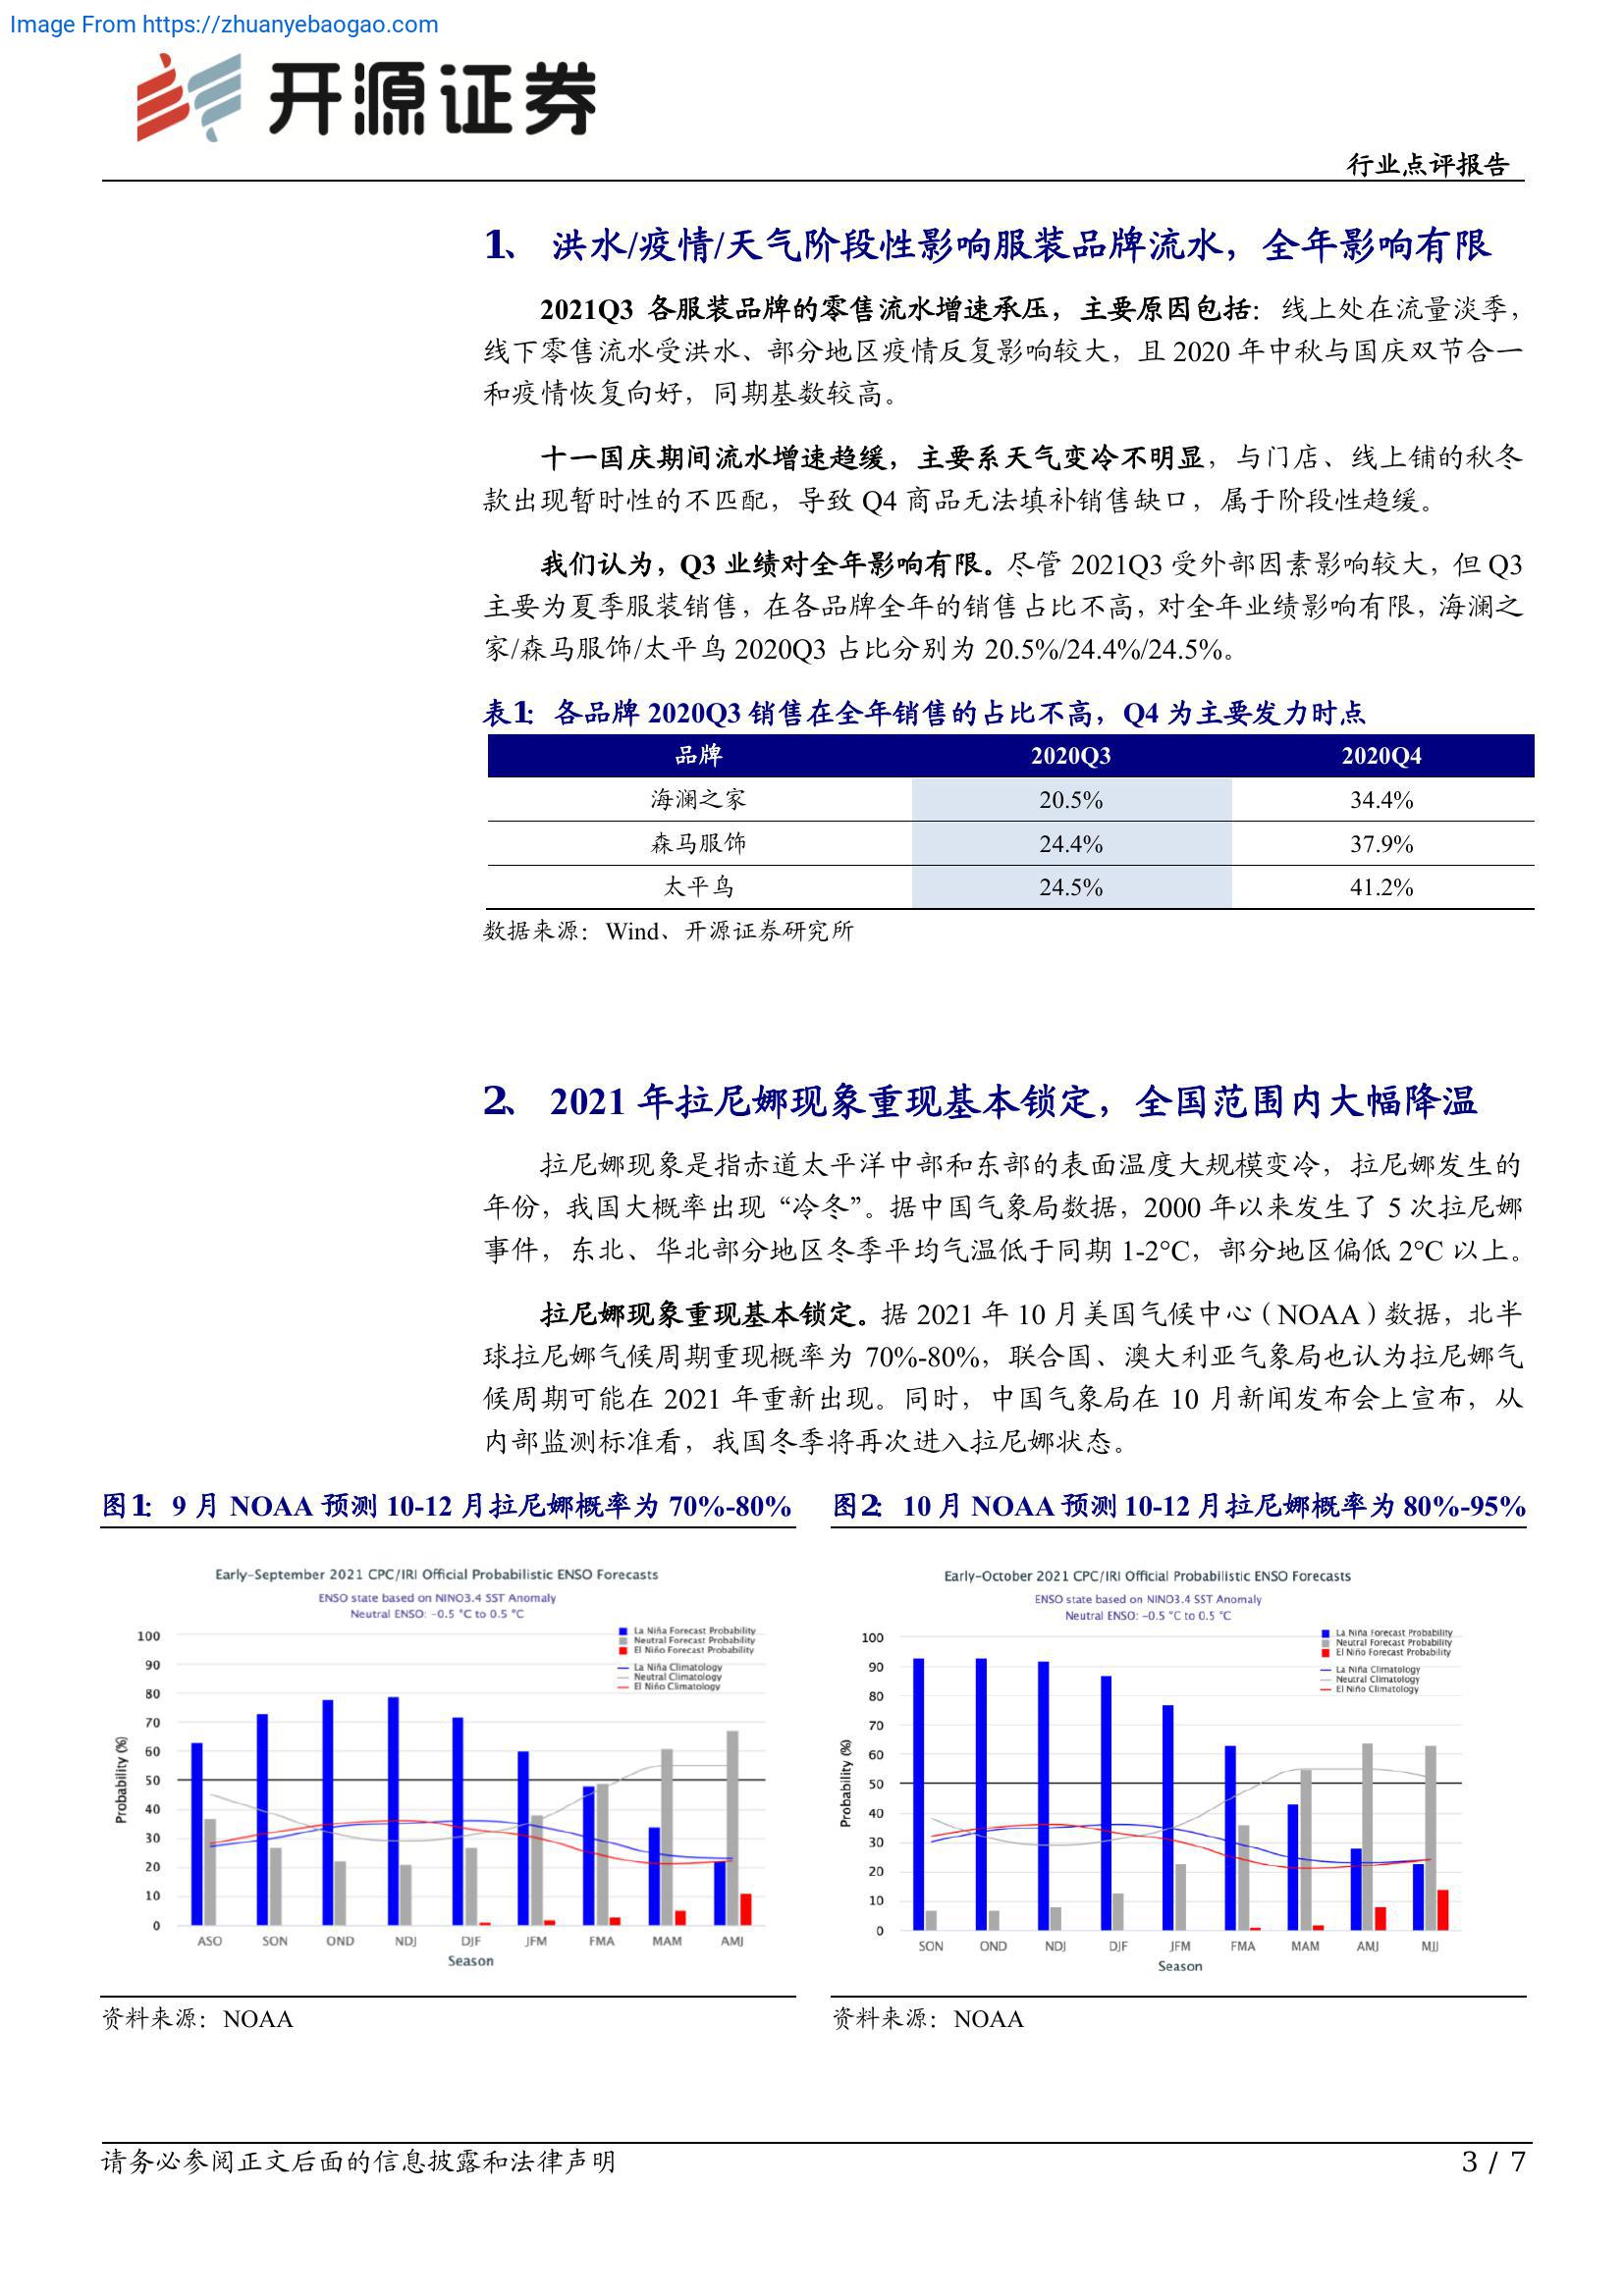 Image From https://zhuanyebaogao.com
开源证券
行业点评报告
1、 洪水/疫情/天气阶段性影响服装品牌流水，全年影响有限
2021Q3 各服装品牌的零售流水增速承压，主要原因包括：线上处在流量淡季，
线下零售流水受洪水、部分地区疫情反复影响较大，且 2020 年中秋与国庆双节合一
和疫情恢复向好，同期基数较高。
十一国庆期间流水增速趋缓，主要系天气变冷不明显，与门店、线上铺的秋冬
款出现暂时性的不匹配，导致 Q4 商品无法填补销售缺口，属于阶段性趋缓。
我们认为，Q3 业绩对全年影响有限。尽管 2021Q3 受外部因素影响较大，但 Q3
主要为夏季服装销售，在各品牌全年的销售占比不高，对全年业绩影响有限，海澜之
家/森马服饰/太平鸟 2020Q3 占比分别为 20.5%/24.4%/24.5%。
表1：各品牌 2020Q3 销售在全年销售的占比不高，Q4 为主要发力时点
品牌 2020Q3 2020Q4
海澜之家 20.5% 34.4%
森马服饰 24.4% 37.9%
太平鸟 24.5% 41.2%
数据来源：Wind、开源证券研究所
2、 2021 年拉尼娜现象重现基本锁定，全国范围内大幅降温
拉尼娜现象是指赤道太平洋中部和东部的表面温度大规模变冷，拉尼娜发生的
年份，我国大概率出现“冷冬”。据中国气象局数据，2000 年以来发生了 5 次拉尼娜
事件，东北、华北部分地区冬季平均气温低于同期 1-2°C，部分地区偏低 2°C 以上。
拉尼娜现象重现基本锁定。据 2021 年 10 月美国气候中心（NOAA）数据，北半
球拉尼娜气候周期重现概率为 70%-80%，联合国、澳大利亚气象局也认为拉尼娜气
候周期可能在 2021 年重新出现。同时，中国气象局在 10 月新闻发布会上宣布，从
内部监测标准看，我国冬季将再次进入拉尼娜状态。
图1：9 月 NOAA 预测 10-12 月拉尼娜概率为 70%-80%
Early-September 2021 CPC/IRI Official Probabilistic ENSO Forecasts
ENSO state based on NINO3.4 SST Anomaly
Neutral ENSO: -0.5 °C to 0.5 °C
La Niña Forecast Probability
Neutral Forecast Probability
El Niño Forecast Probability
La Niña Climatology
Neutral Climatology
El Niño Climatology
Probability (%)
100
90
80
70
60
50
40
30
20
10
0
ASO SON OND NDJ DJF JFM FMA MAM AMJ
Season
资料来源：NOAA
图2：10 月 NOAA 预测 10-12 月拉尼娜概率为 80%-95%
Early-October 2021 CPC/IRI Official Probabilistic ENSO Forecasts
ENSO state based on NINO3.4 SST Anomaly
Neutral ENSO: -0.5 °C to 0.5 °C
La Niña Forecast Probability
Neutral Forecast Probability
El Niño Forecast Probability
La Niña Climatology
Neutral Climatology
El Niño Climatology
Probability (%)
100
90
80
70
60
50
40
30
20
10
0
SON OND NDJ DJF JFM FMA MAM AMJ MJJ
Season
资料来源：NOAA
请务必参阅正文后面的信息披露和法律声明
3 / 7